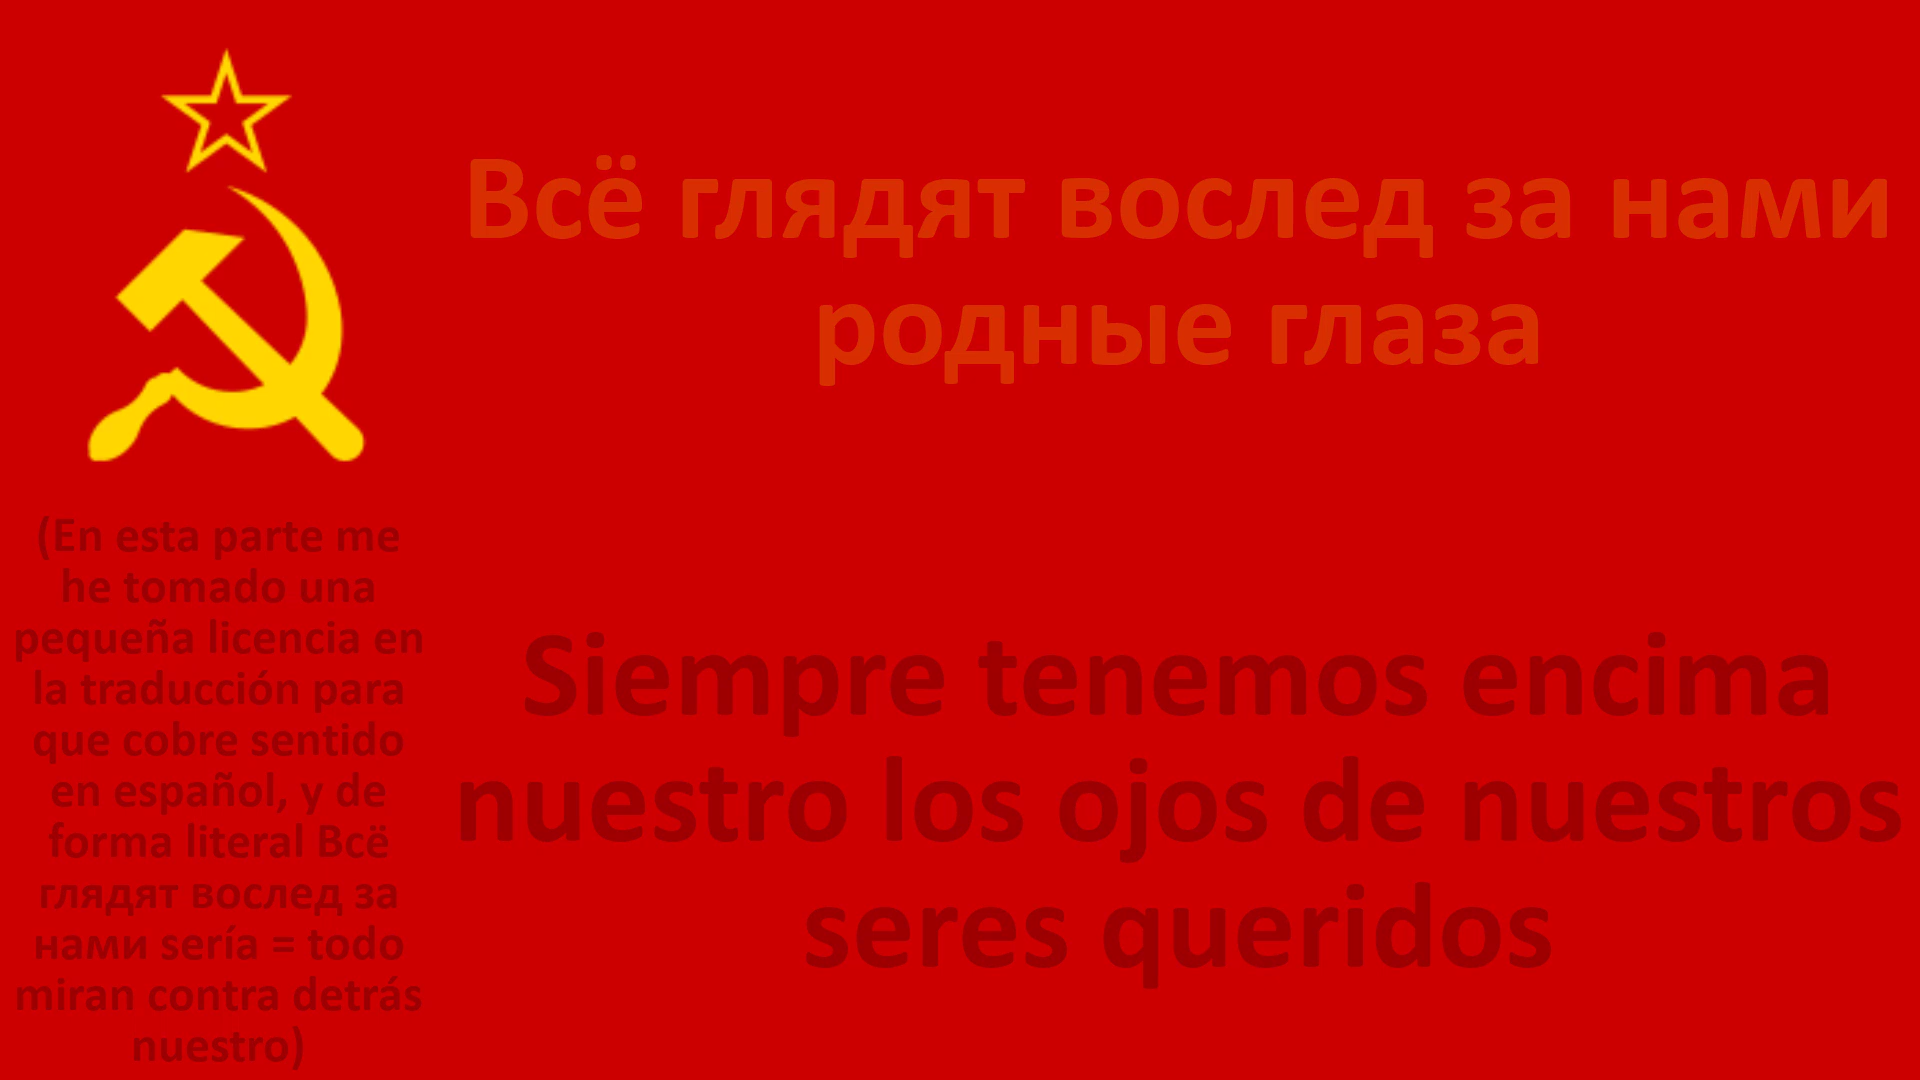 Всё глядят вослед за нами
родные глаза
(En esta parte me
he tomado una
pequeña licencia en
la traducción para
que cobre sentido
en español, y de
forma literal Всё
глядят вослед за
нами sería = todo
miran contra detrás
nuestro)
Siempre tenemos encima
nuestro los ojos de nuestros
seres queridos